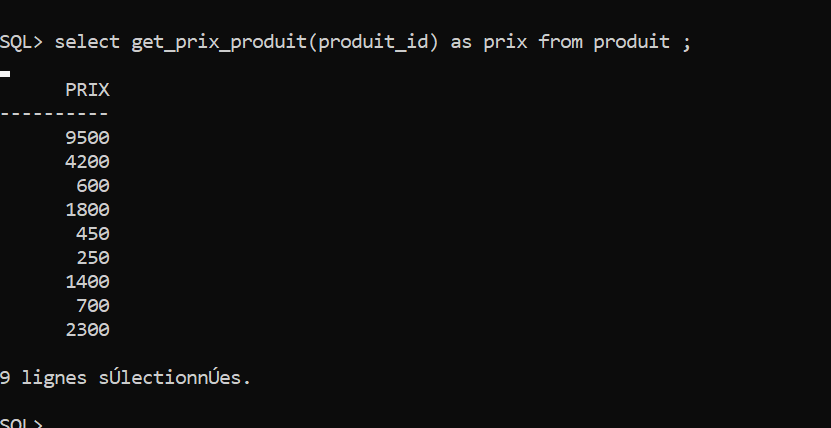 SQL> select get_prix_produit(produit_id) as prix from produit ;
PRIX
----------
9500
4200
600
1800
450
250
1400
700
2300
9 lignes sÚlectionnÚes.
SQL>